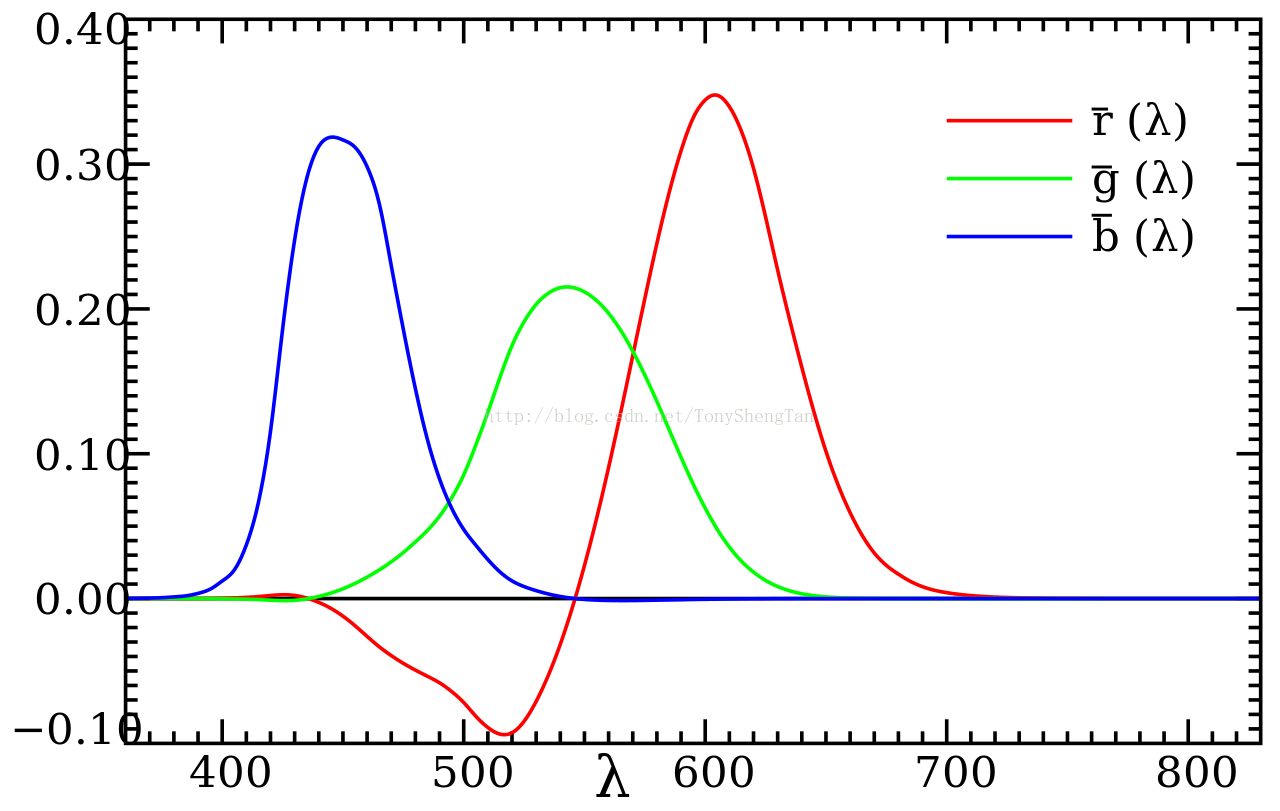 0.40
0.30
0.20
0.10
0.00
−0.10
400 500 600 700 800
λ
r̄ (λ)
ḡ (λ)
b̄ (λ)
http://blog.csdn.net/TonyShengTan